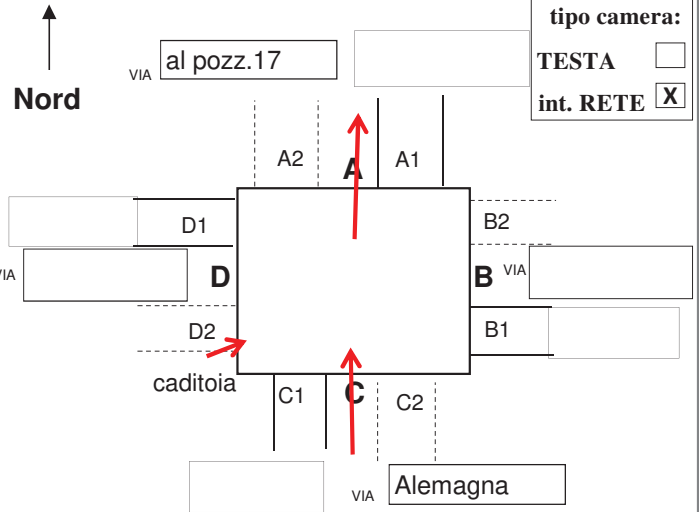 tipo camera:
TESTA
int. RETE X
Nord
VIA al pozz.17
A2 A A1
D1 B2
VIA D B VIA
D2 B1
caditoia
C1 C C2
VIA Alemagna